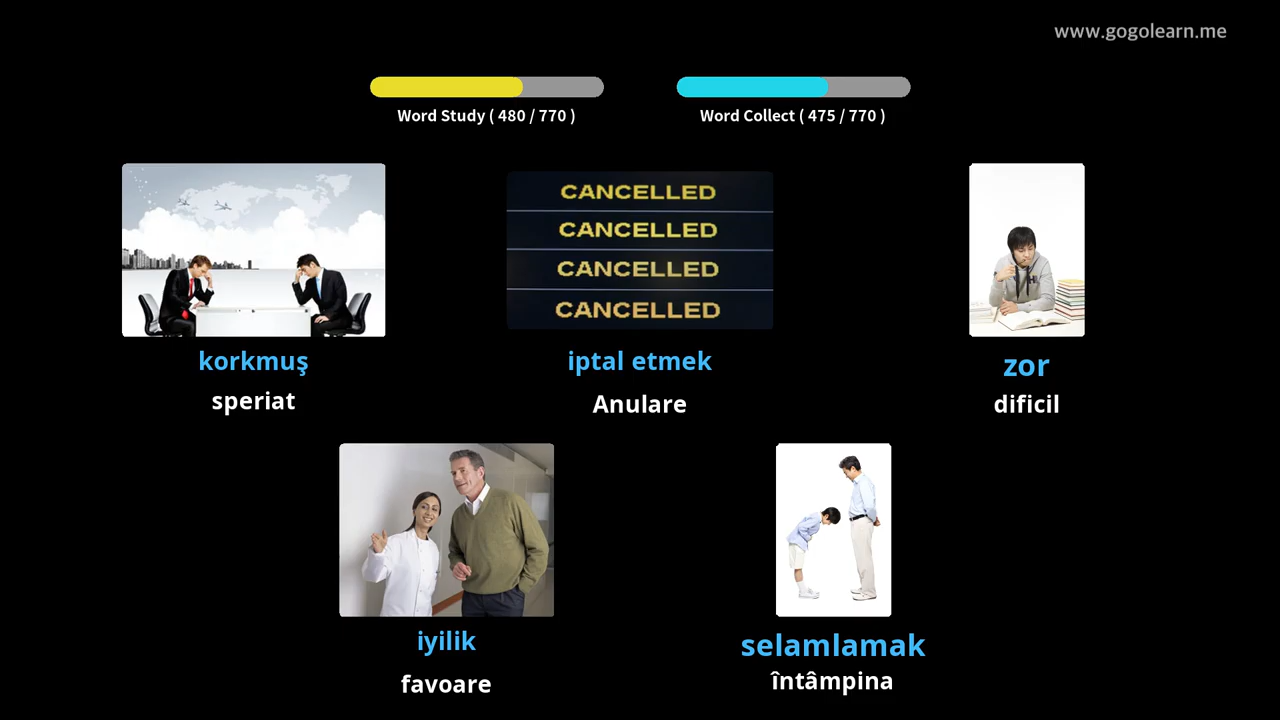 www.gogolearn.me
Word Study ( 480 / 770 )
Word Collect ( 475 / 770 )
CANCELLED
CANCELLED
CANCELLED
CANCELLED
korkmuş
speriat
iptal etmek
Anulare
zor
dificil
iyilik
favoare
selamlamak
întâmpina